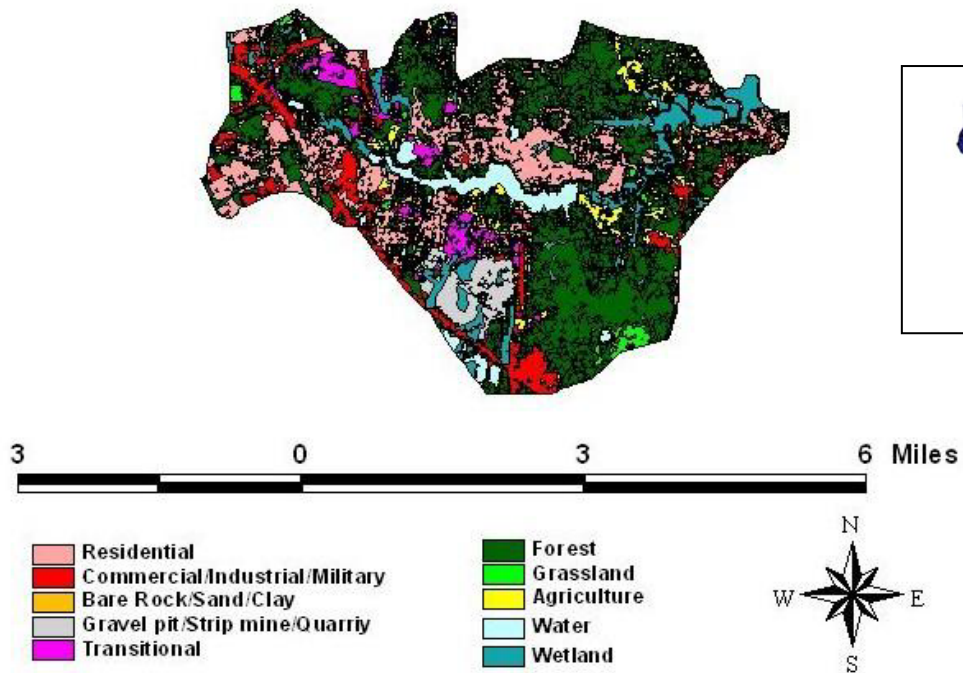 3 0 3 6 Miles
Residential
Commercial/Industrial/Military
Bare Rock/Sand/Clay
Gravel pit/Strip mine/Quarriy
Transitional
Forest
Grassland
Agriculture
Water
Wetland
N
W E
S